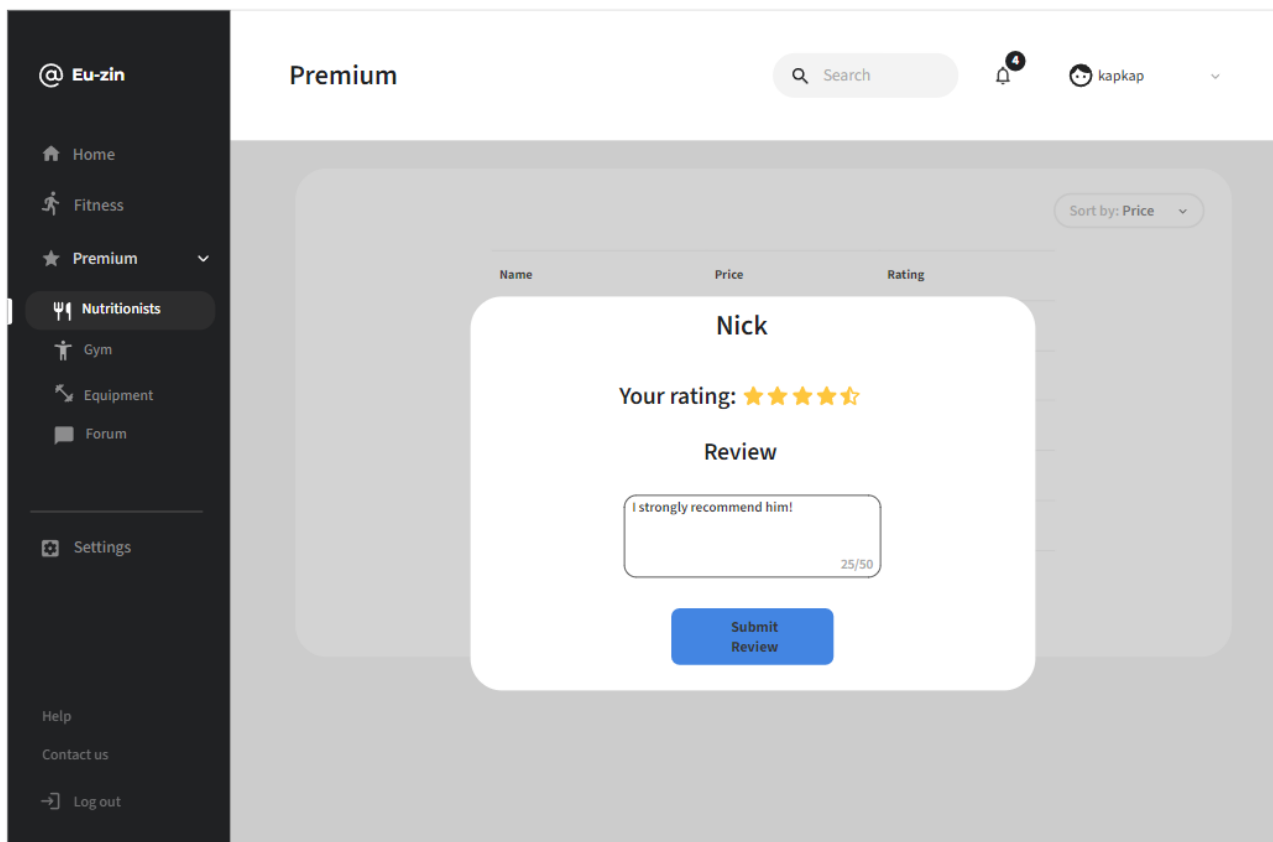 @ Eu-zin
Premium
Search
4
kapkap
Home
Fitness
Premium
Nutritionists
Gym
Equipment
Forum
Settings
Help
Contact us
Log out
Sort by: Price
Name Price Rating
Nick
Your rating:
Review
I strongly recommend him!
25/50
Submit
Review